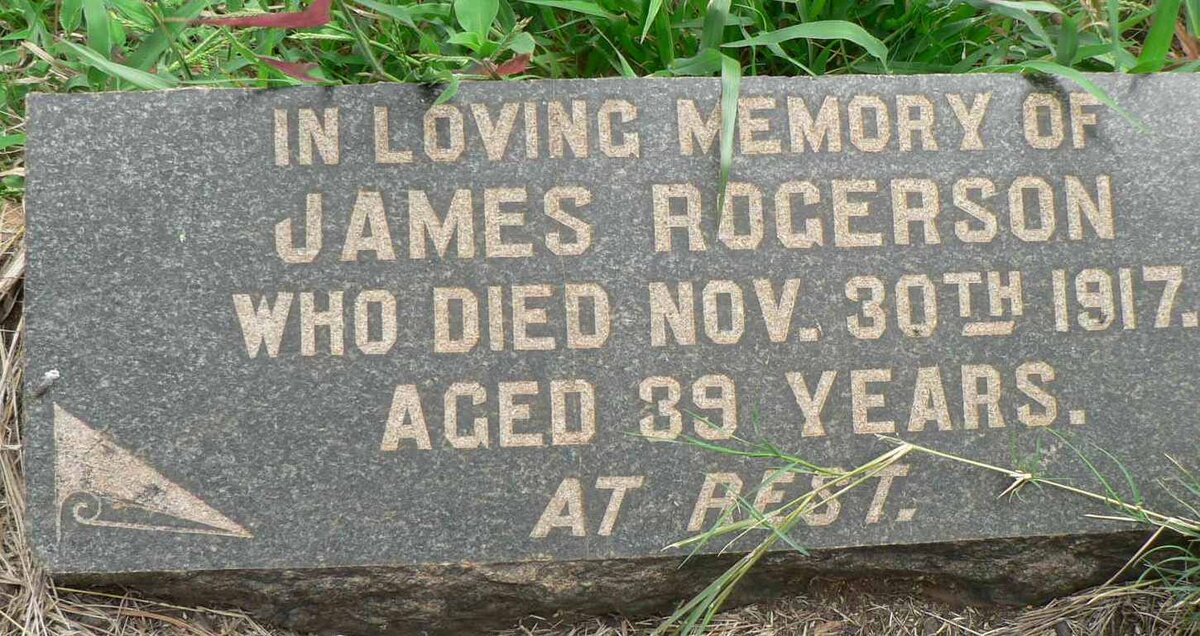 IN LOVING MEMORY OF
JAMES ROGERSON
WHO DIED NOV. 30TH 1917.
AGED 39 YEARS.
AT REST.